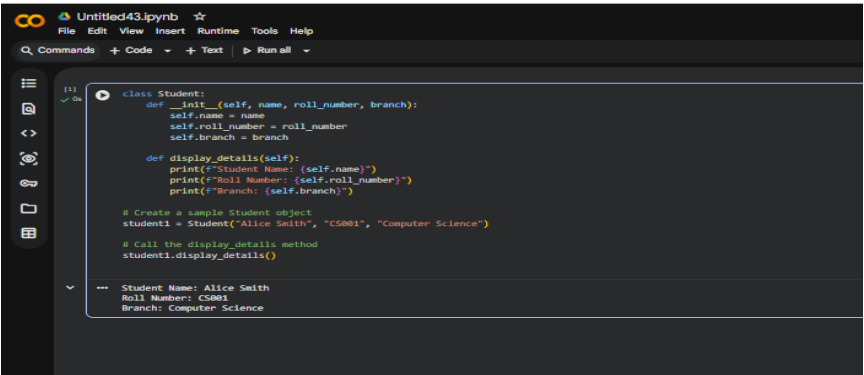 Untitled43.ipynb
File Edit View Insert Runtime Tools Help
Commands + Code + Text Run all
[1]
0s
class Student:
    def __init__(self, name, roll_number, branch):
        self.name = name
        self.roll_number = roll_number
        self.branch = branch
    def display_details(self):
        print(f"Student Name: {self.name}")
        print(f"Roll Number: {self.roll_number}")
        print(f"Branch: {self.branch}")
# Create a sample Student object
student1 = Student("Alice Smith", "CS001", "Computer Science")
# Call the display_details method
student1.display_details()
Student Name: Alice Smith
Roll Number: CS001
Branch: Computer Science